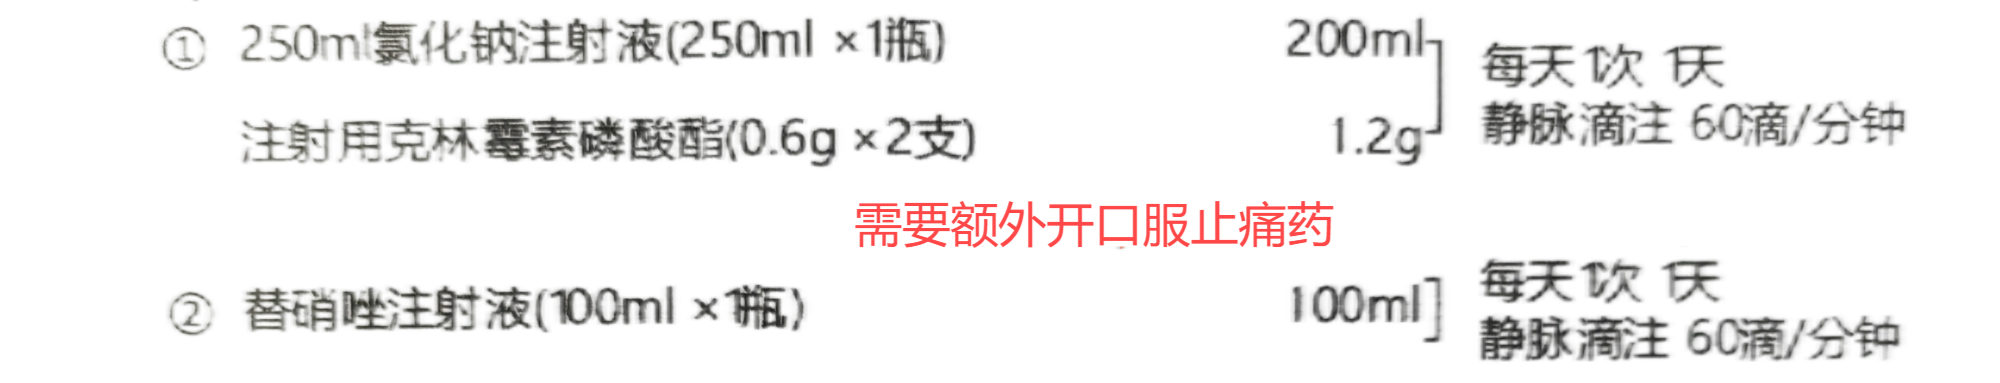 ① 250ml氯化钠注射液(250ml ×1瓶) 200ml 每天1次 1天
注射用克林霉素磷酸酯(0.6g ×2支) 1.2g 静脉滴注 60滴/分钟
需要额外开口服止痛药
② 替硝唑注射液(100ml ×1瓶) 100ml 每天1次 1天
静脉滴注 60滴/分钟